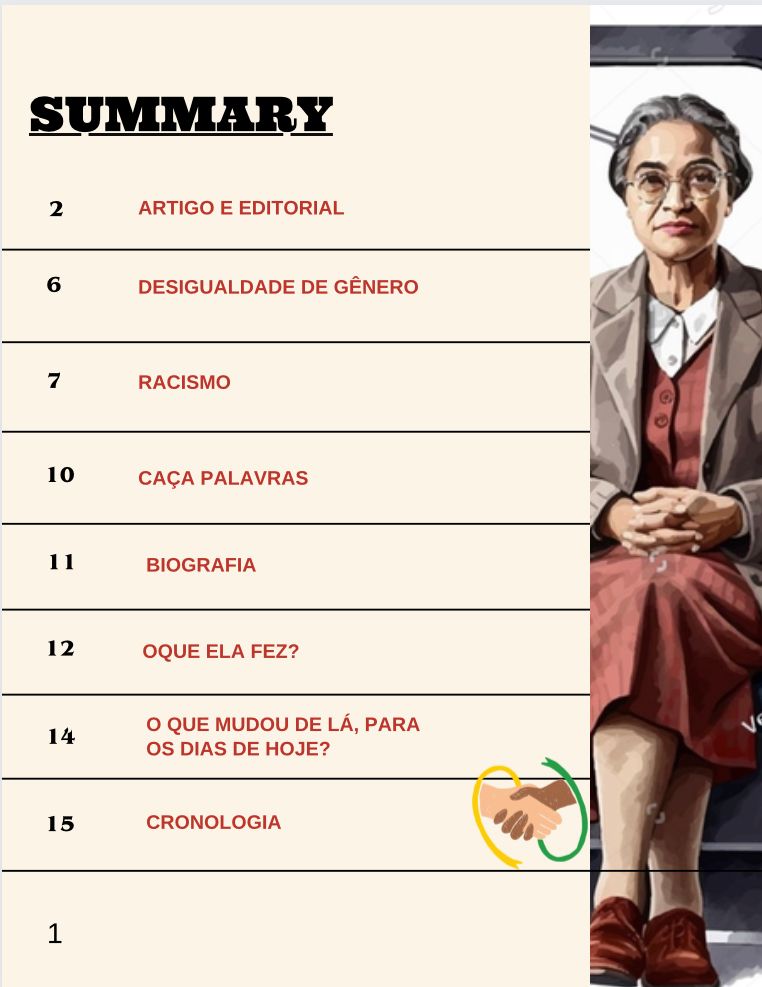 SUMMARY
2 ARTIGO E EDITORIAL
6 DESIGUALDADE DE GÊNERO
7 RACISMO
10 CAÇA PALAVRAS
11 BIOGRAFIA
12 OQUE ELA FEZ?
14 O QUE MUDOU DE LÁ, PARA
OS DIAS DE HOJE?
15 CRONOLOGIA
1